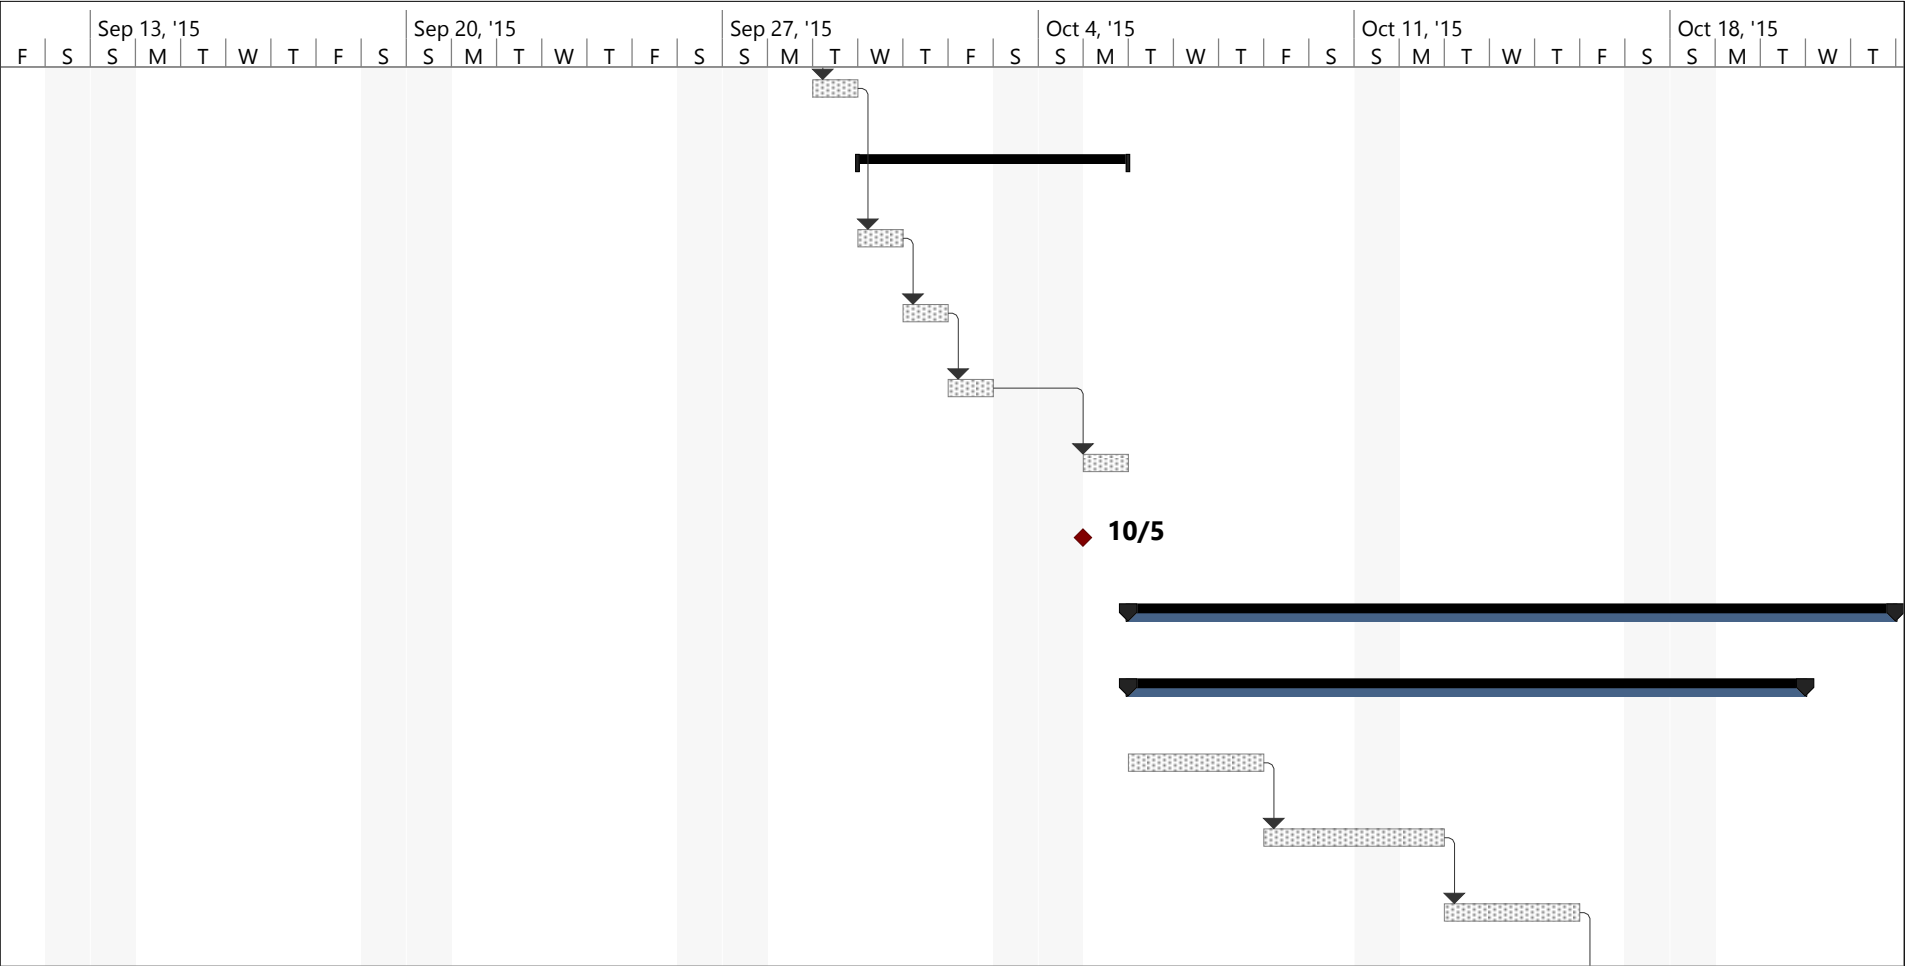 Sep 13, '15 Sep 20, '15 Sep 27, '15 Oct 4, '15 Oct 11, '15 Oct 18, '15
F S S M T W T F S S M T W T F S S M T W T F S S M T W T F S S M T W T F S S M T W T
10/5